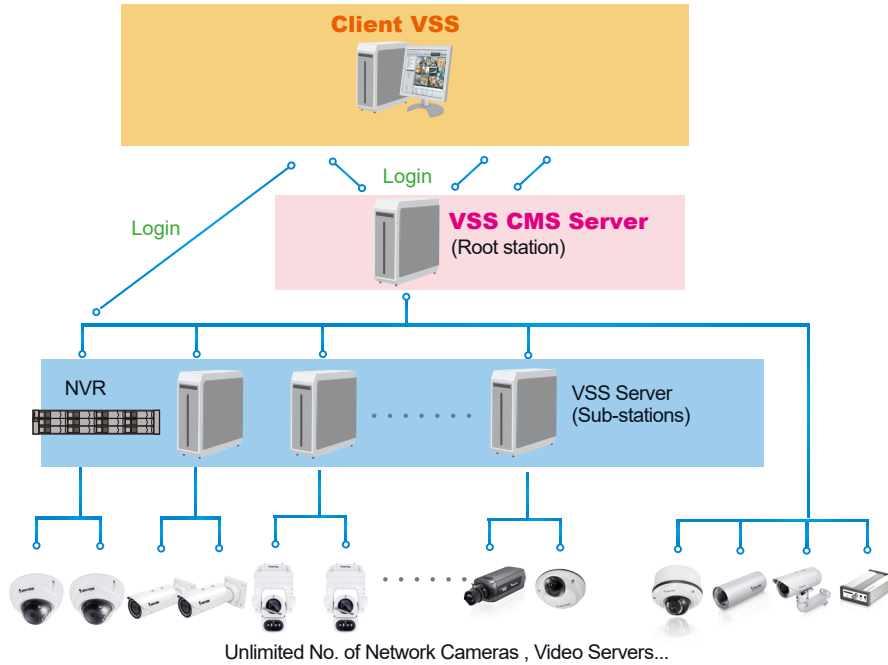 Client VSS
Login
VSS CMS Server
(Root station)
Login
NVR
VSS Server
(Sub-stations)
Unlimited No. of Network Cameras , Video Servers...